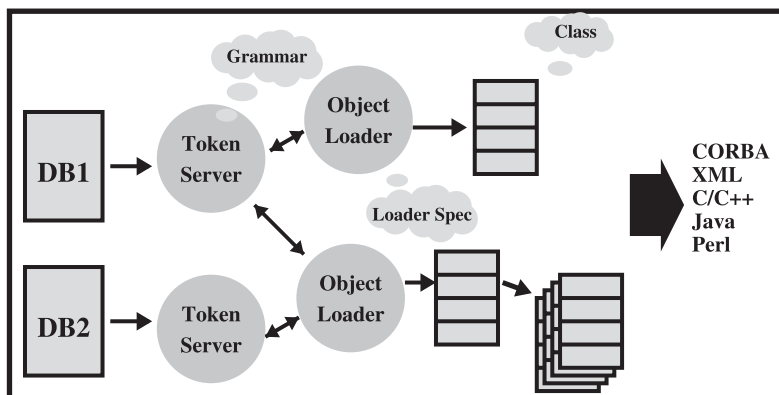 Class
Grammar
Object
Loader
Token
Server
DB1
CORBA
XML
C/C++
Java
Perl
Loader Spec
Object
Loader
Token
Server
DB2